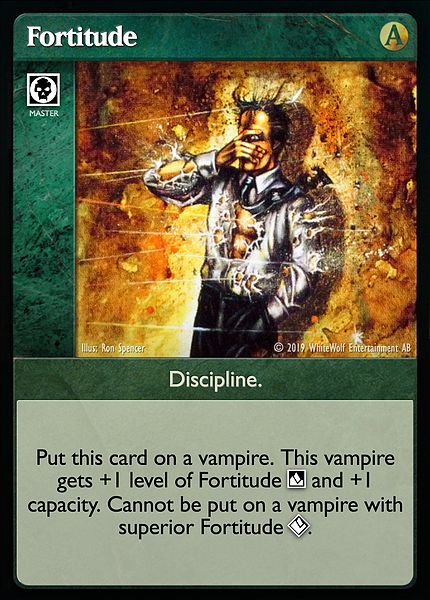 Fortitude
A
MASTER
Illus: Ron Spencer
© 2019 WhiteWolf Entertainment AB
Discipline.
Put this card on a vampire. This vampire
gets +1 level of Fortitude and +1
capacity. Cannot be put on a vampire with
superior Fortitude .